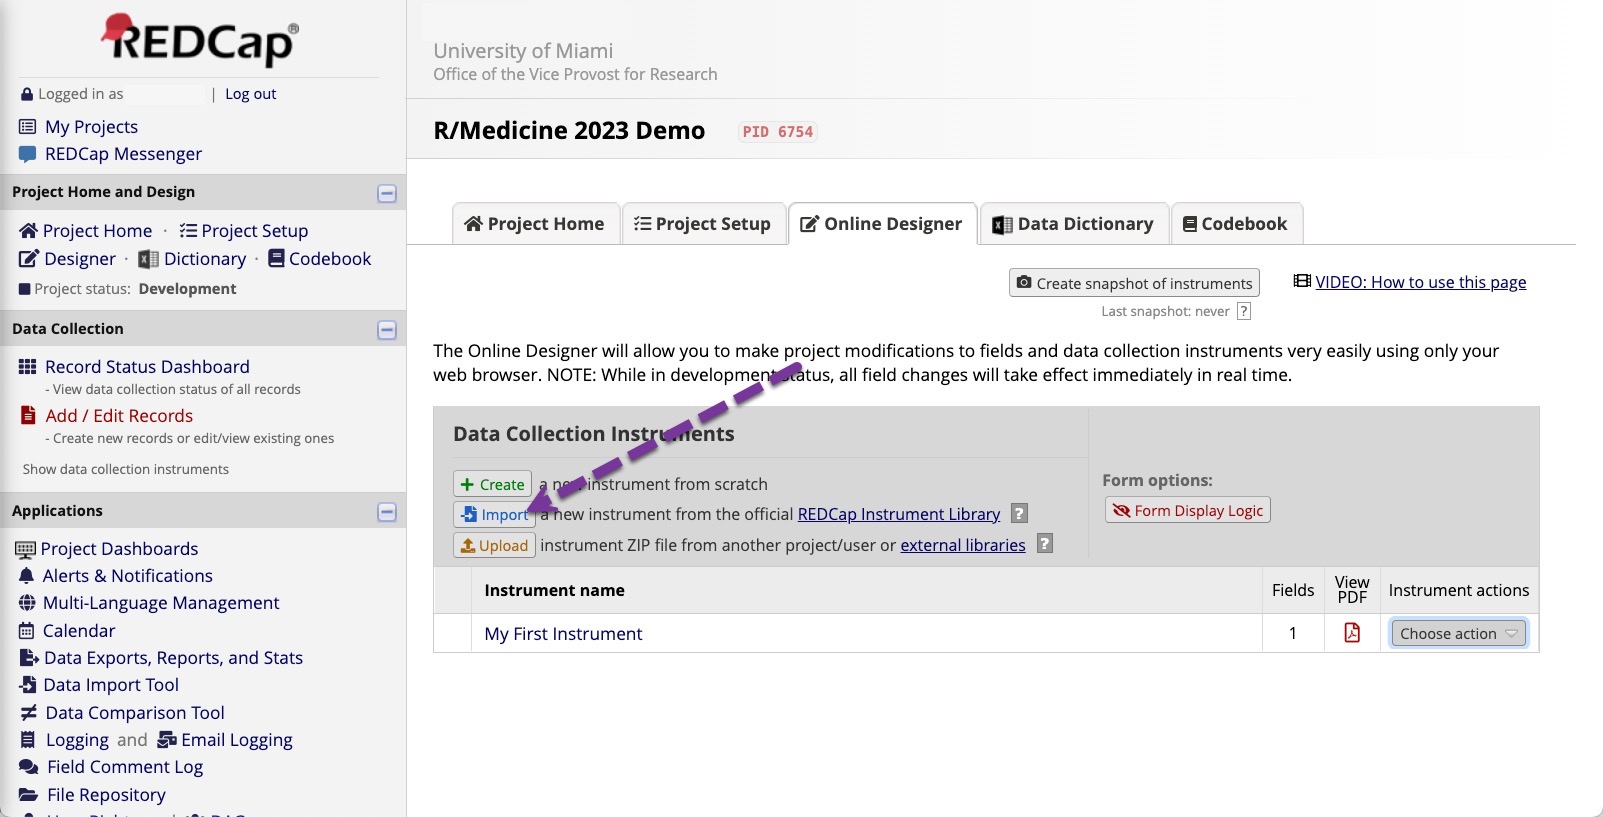 REDCap®
Logged in as | Log out
My Projects
REDCap Messenger
Project Home and Design
Project Home · Project Setup
Designer · Dictionary · Codebook
Project status: Development
Data Collection
Record Status Dashboard
- View data collection status of all records
Add / Edit Records
- Create new records or edit/view existing ones
Show data collection instruments
Applications
Project Dashboards
Alerts & Notifications
Multi-Language Management
Calendar
Data Exports, Reports, and Stats
Data Import Tool
Data Comparison Tool
Logging and Email Logging
Field Comment Log
File Repository
University of Miami
Office of the Vice Provost for Research
R/Medicine 2023 Demo PID 6754
Project Home Project Setup Online Designer Data Dictionary Codebook
Create snapshot of instruments VIDEO: How to use this page
Last snapshot: never ?
The Online Designer will allow you to make project modifications to fields and data collection instruments very easily using only your
web browser. NOTE: While in development status, all field changes will take effect immediately in real time.
Data Collection Instruments
Create a new instrument from scratch
Import a new instrument from the official REDCap Instrument Library ?
Upload instrument ZIP file from another project/user or external libraries ?
Form options:
Form Display Logic
Instrument name Fields View PDF Instrument actions
My First Instrument 1 Choose action